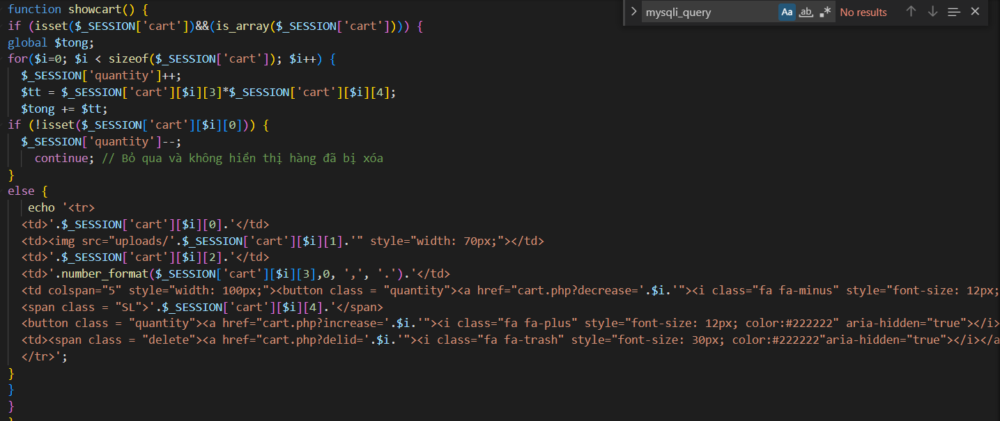 function showcart() {
mysqli_query
Aa
ab
.*
No results
if (isset($_SESSION['cart'])&&(is_array($_SESSION['cart']))) {
global $tong;
for($i=0; $i < sizeof($_SESSION['cart']); $i++) {
$_SESSION['quantity']++;
$tt = $_SESSION['cart'][$i][3]*$_SESSION['cart'][$i][4];
$tong += $tt;
if (!isset($_SESSION['cart'][$i][0])) {
$_SESSION['quantity']--;
continue; // Bỏ qua và không hiển thị hàng đã bị xóa
}
else {
echo '<tr>
<td>'.$_SESSION['cart'][$i][0].'</td>
<td><img src="uploads/'.$_SESSION['cart'][$i][1].'" style="width: 70px;"></td>
<td>'.$_SESSION['cart'][$i][2].'</td>
<td>'.number_format($_SESSION['cart'][$i][3],0, ',', '.').'</td>
<td colspan="5" style="width: 100px;"><button class = "quantity"><a href="cart.php?decrease='.$i.'"><i class="fa fa-minus" style="font-size: 12px;
<span class = "SL">'.$_SESSION['cart'][$i][4].'</span>
<button class = "quantity"><a href="cart.php?increase='.$i.'"><i class="fa fa-plus" style="font-size: 12px; color:#222222" aria-hidden="true"></i>
<td><span class = "delete"><a href="cart.php?delid='.$i.'"><i class="fa fa-trash" style="font-size: 30px; color:#222222"aria-hidden="true"></i></a
</tr>';
}
}
}
}